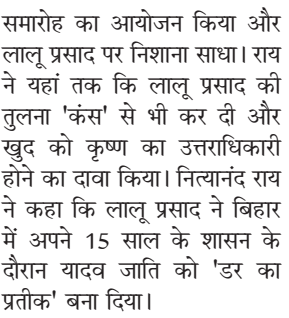 समारोह का आयोजन किया और
लालू प्रसाद पर निशाना साधा। राय
ने यहां तक कि लालू प्रसाद की
तुलना 'कंस' से भी कर दी और
खुद को कृष्ण का उत्तराधिकारी
होने का दावा किया। नित्यानंद राय
ने कहा कि लालू प्रसाद ने बिहार
में अपने 15 साल के शासन के
दौरान यादव जाति को 'डर का
प्रतीक' बना दिया।